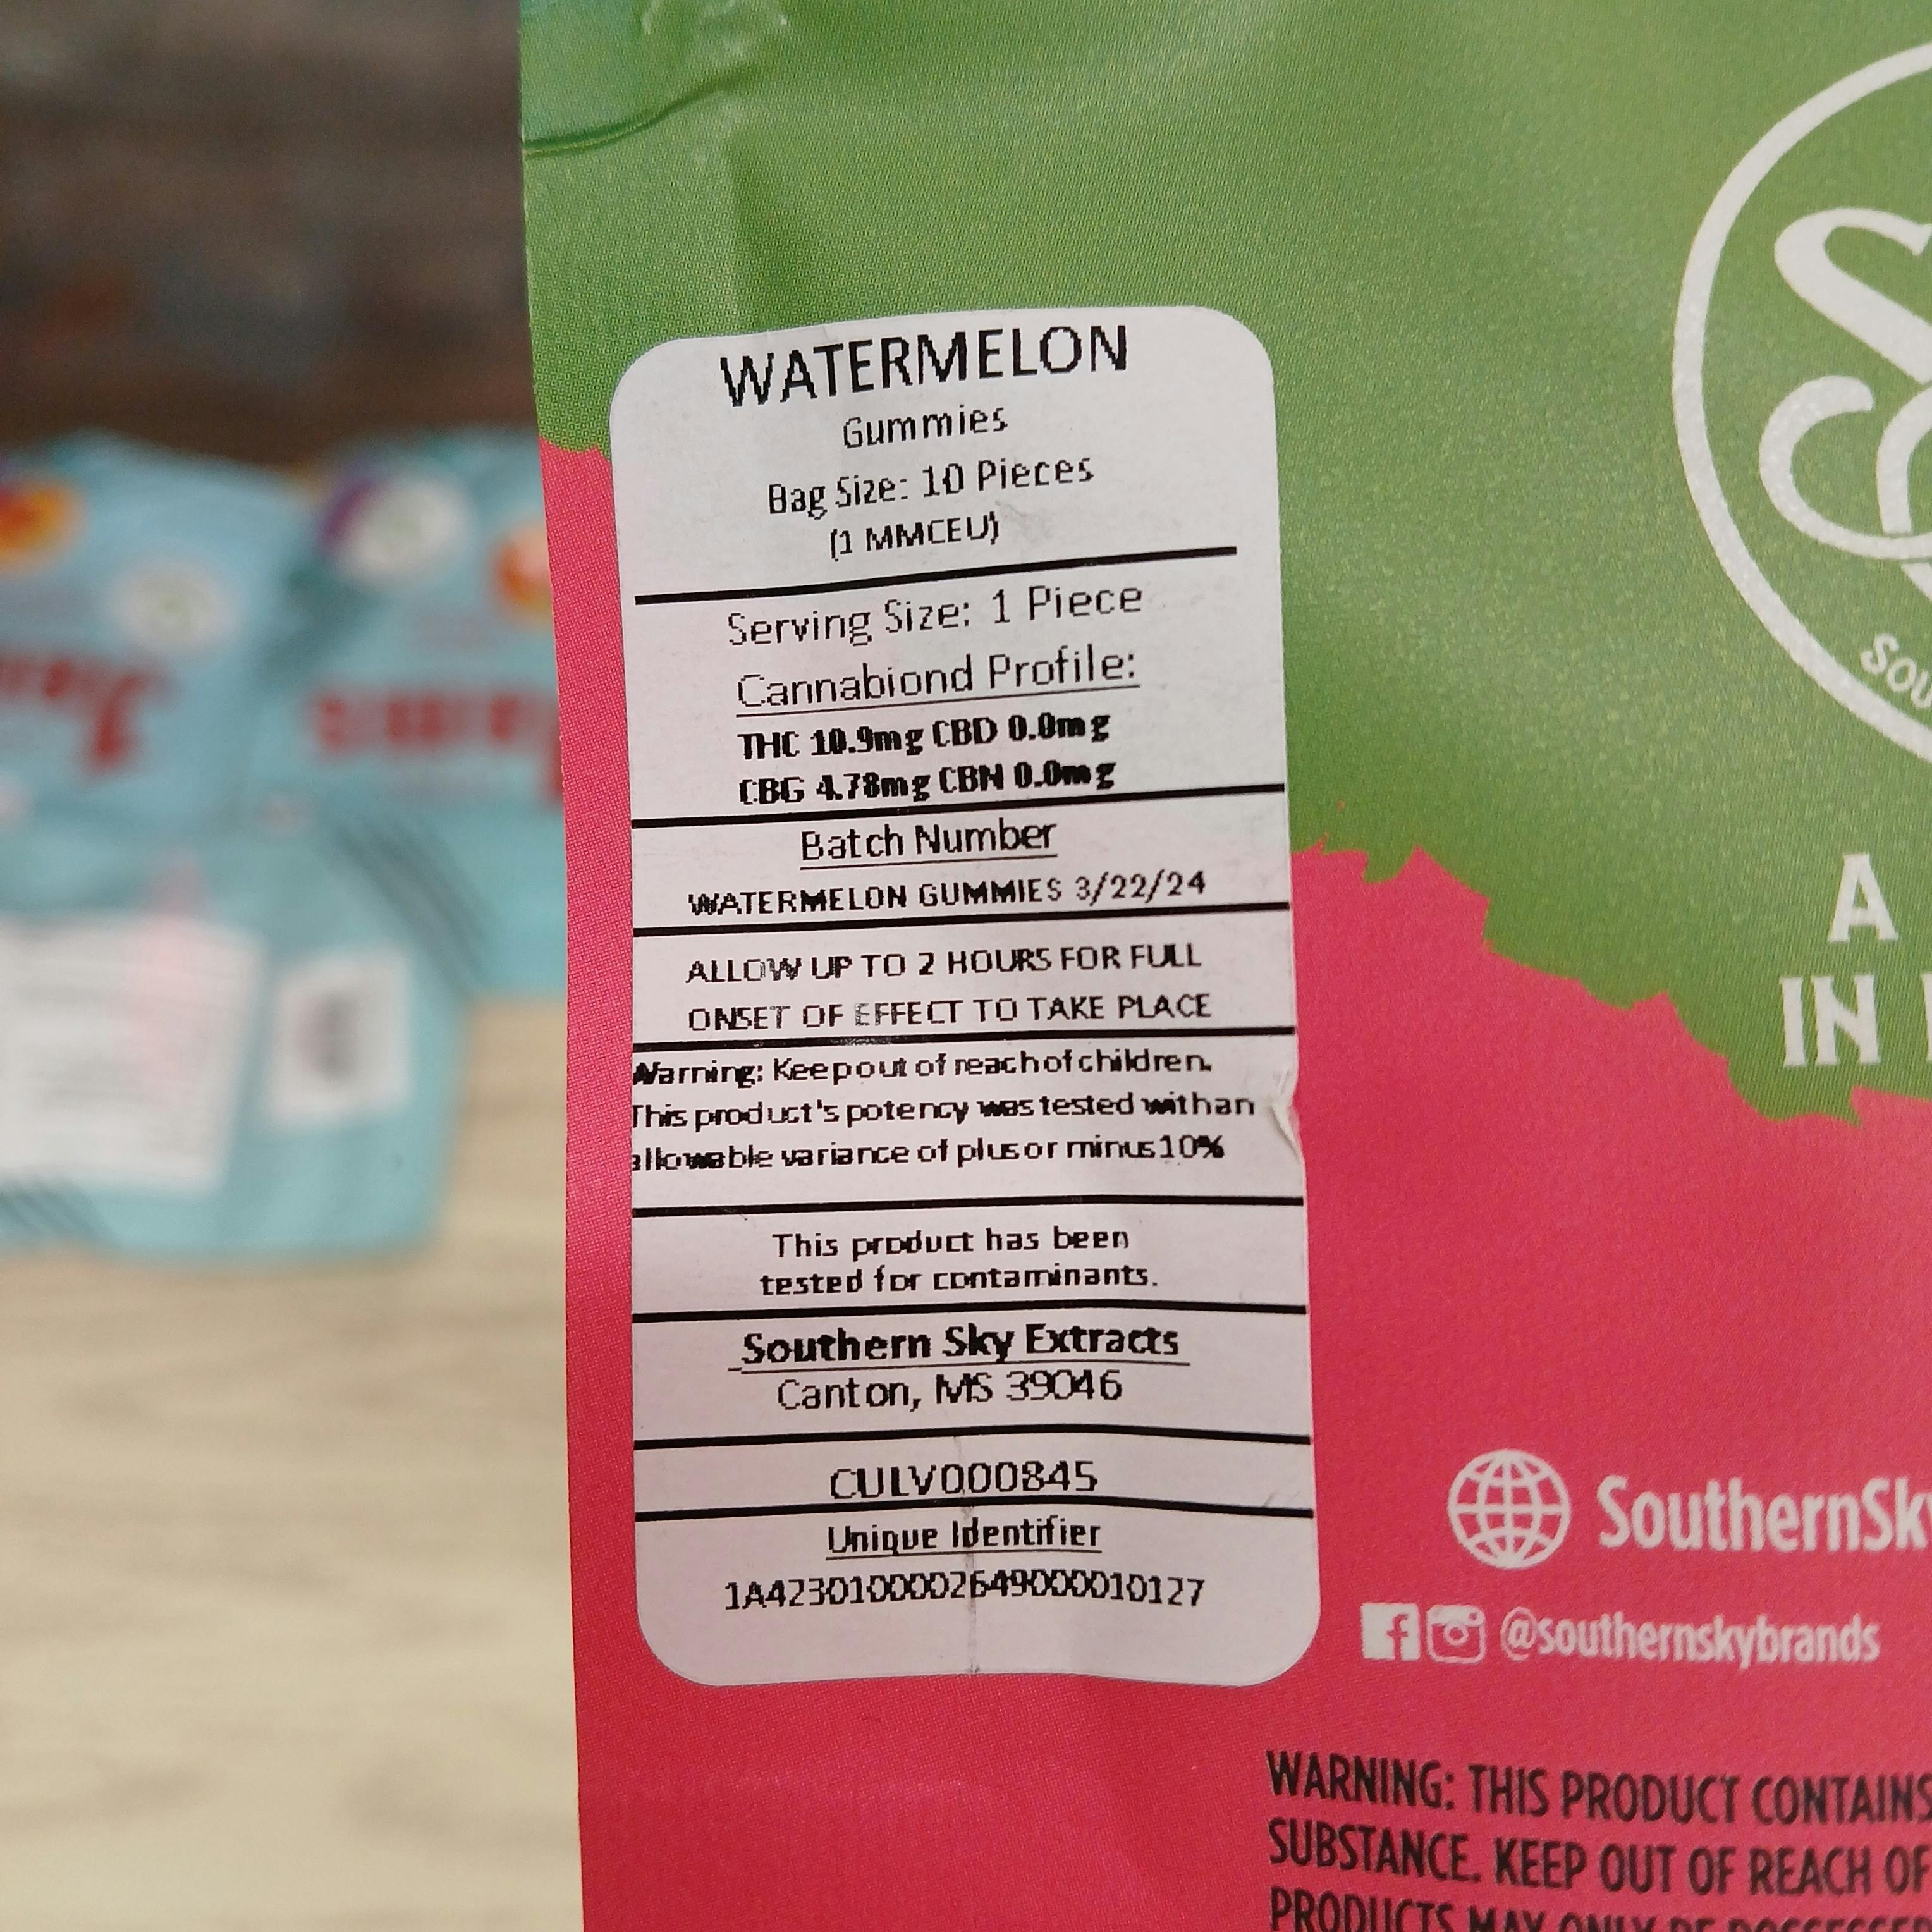 WATERMELON
Gummies
Bag Size: 10 Pieces
(1 MMCEU)
Serving Size: 1 Piece
Cannabiond Profile:
THC 10.9mg CBD 0.0mg
CBG 4.78mg CBN 0.0mg
Batch Number
WATERMELON GUMMIES 3/22/24
ALLOW UP TO 2 HOURS FOR FULL
ONSET OF EFFECT TO TAKE PLACE
Warning: Keep out of reach of children.
This product's potency was tested with an
allowable variance of plus or minus 10%
This product has been
tested for contaminants.
Southern Sky Extracts
Canton, MS 39046
CULV000845
Unique Identifier
1A4230100002649000010127
A
IN
SouthernSky
@southernskybrands
WARNING: THIS PRODUCT CONTAINS
SUBSTANCE. KEEP OUT OF REACH OF
PRODUCTS MAY ONLY BE POSSESSED